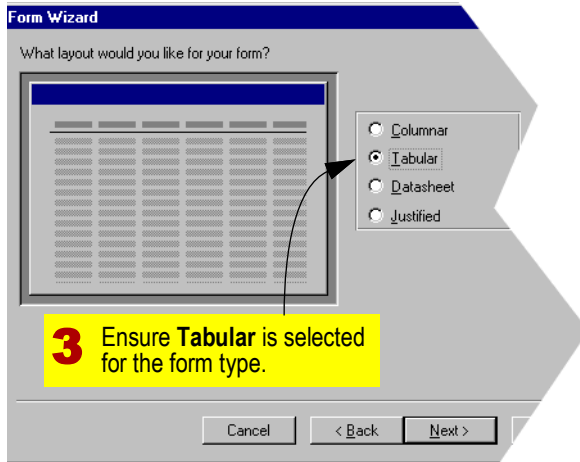 Form Wizard
What layout would you like for your form?
Columnar
Tabular
Datasheet
Justified
3 Ensure Tabular is selected
for the form type.
Cancel < Back Next >